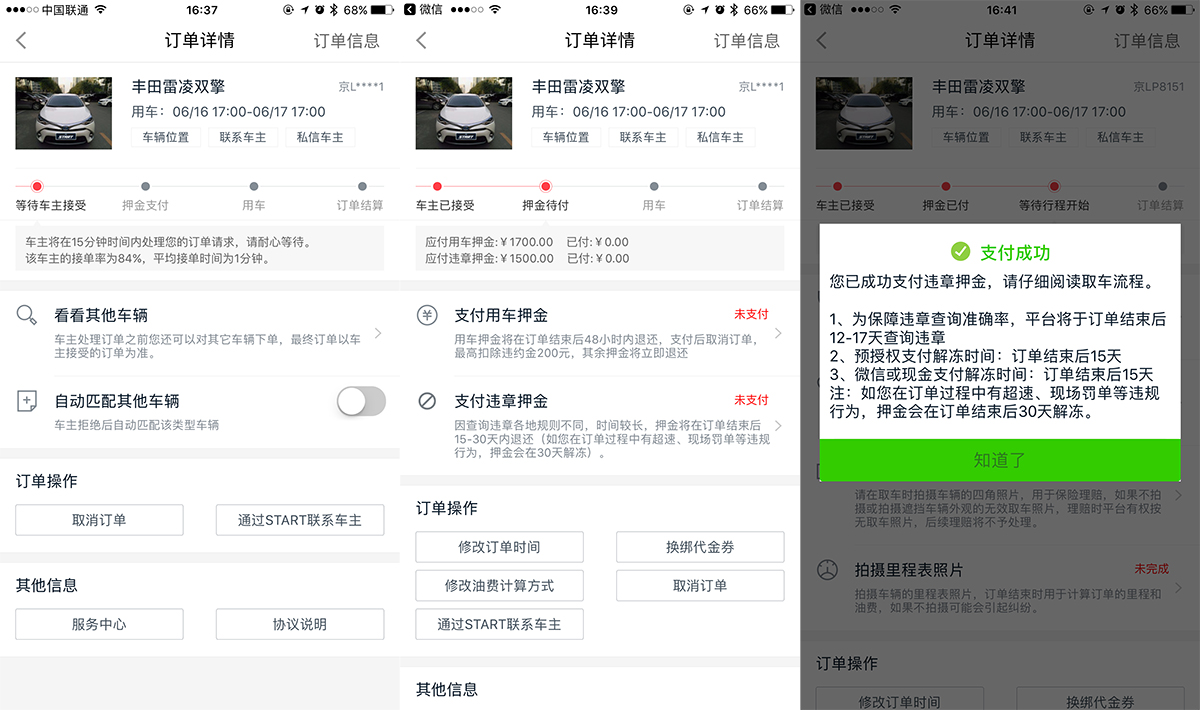 中国联通 16:37 68%
订单详情 订单信息
丰田雷凌双擎 京L****1
用车：06/16 17:00-06/17 17:00
车辆位置 联系车主 私信车主
START
等待车主接受 押金支付 用车 订单结算
车主将在15分钟时间内处理您的订单请求，请耐心等待。
该车主的接单率为84%，平均接单时间为1分钟。
看看其他车辆
车主处理订单之前您还可以对其它车辆下单，最终订单以车
主接受的订单为准。
自动匹配其他车辆
车主拒绝后自动匹配该类型车辆
订单操作
取消订单 通过START联系车主
其他信息
服务中心 协议说明
微信 16:39 66%
订单详情 订单信息
丰田雷凌双擎 京L****1
用车：06/16 17:00-06/17 17:00
车辆位置 联系车主 私信车主
START
车主已接受 押金待付 用车 订单结算
应付用车押金:￥1700.00 已付:￥0.00
应付违章押金:￥1500.00 已付:￥0.00
支付用车押金 未支付
用车押金将在订单结束后48小时内退还，支付后取消订单，
最高扣除违约金200元，其余押金将立即退还
支付违章押金 未支付
因查询违章各地规则不同，时间较长，押金将在订单结束后
15-30天内退还（如您在订单过程中有超速、现场罚单等违规
行为，押金会在30天解冻）。
订单操作
修改订单时间 换绑代金券
修改油费计算方式 取消订单
通过START联系车主
其他信息
微信 16:41 66%
订单详情 订单信息
丰田雷凌双擎 京LP8151
用车：06/16 17:00-06/17 17:00
车辆位置 联系车主 私信车主
START
车主已接受 押金已付 等待行程开始 订单结算
支付成功
您已成功支付违章押金，请仔细阅读取车流程。
1、为保障违章查询准确率，平台将于订单结束后
12-17天查询违章
2、预授权支付解冻时间：订单结束后15天
3、微信或现金支付解冻时间：订单结束后15天
注：如您在订单过程中有超速、现场罚单等违规
行为，押金会在订单结束后30天解冻。
知道了
请在取车时拍摄车辆的四角照片，用于保险理赔，如果不拍
摄或拍摄遮挡车辆外观的无效取车照片，理赔时平台有权按
无取车照片，后续理赔将不予处理。
拍摄里程表照片 未完成
拍摄车辆的里程表照片，订单结束时用于计算订单的里程和
油费，如果不拍摄可能会引起纠纷。
订单操作
修改订单时间 换绑代金券